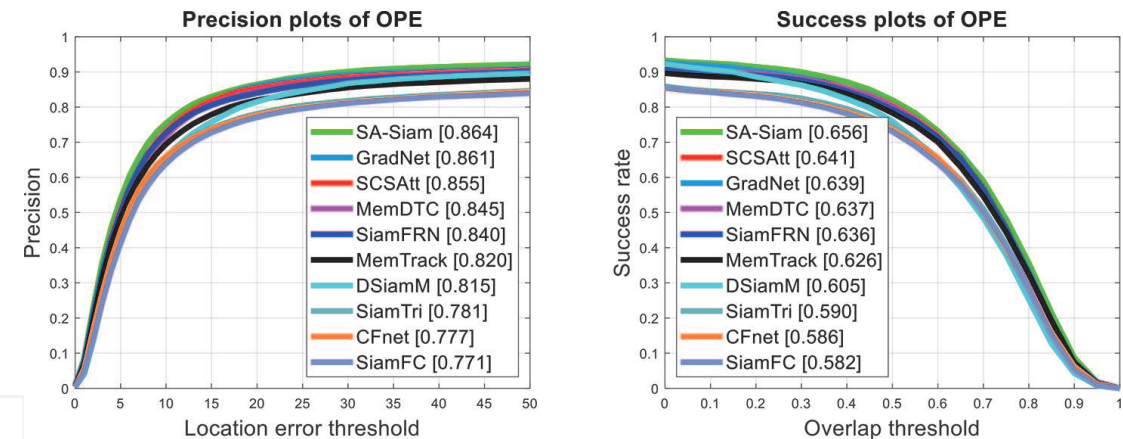 Precision plots of OPE
1
0.9
0.8
0.7
0.6
0.5
0.4
0.3
0.2
0.1
0
Precision
SA-Siam [0.864]
GradNet [0.861]
SCSAtt [0.855]
MemDTC [0.845]
SiamFRN [0.840]
MemTrack [0.820]
DSiamM [0.815]
SiamTri [0.781]
CFnet [0.777]
SiamFC [0.771]
0 5 10 15 20 25 30 35 40 45 50
Location error threshold
Success plots of OPE
1
0.9
0.8
0.7
0.6
0.5
0.4
0.3
0.2
0.1
0
Success rate
SA-Siam [0.656]
SCSAtt [0.641]
GradNet [0.639]
MemDTC [0.637]
SiamFRN [0.636]
MemTrack [0.626]
DSiamM [0.605]
SiamTri [0.590]
CFnet [0.586]
SiamFC [0.582]
0 0.1 0.2 0.3 0.4 0.5 0.6 0.7 0.8 0.9 1
Overlap threshold